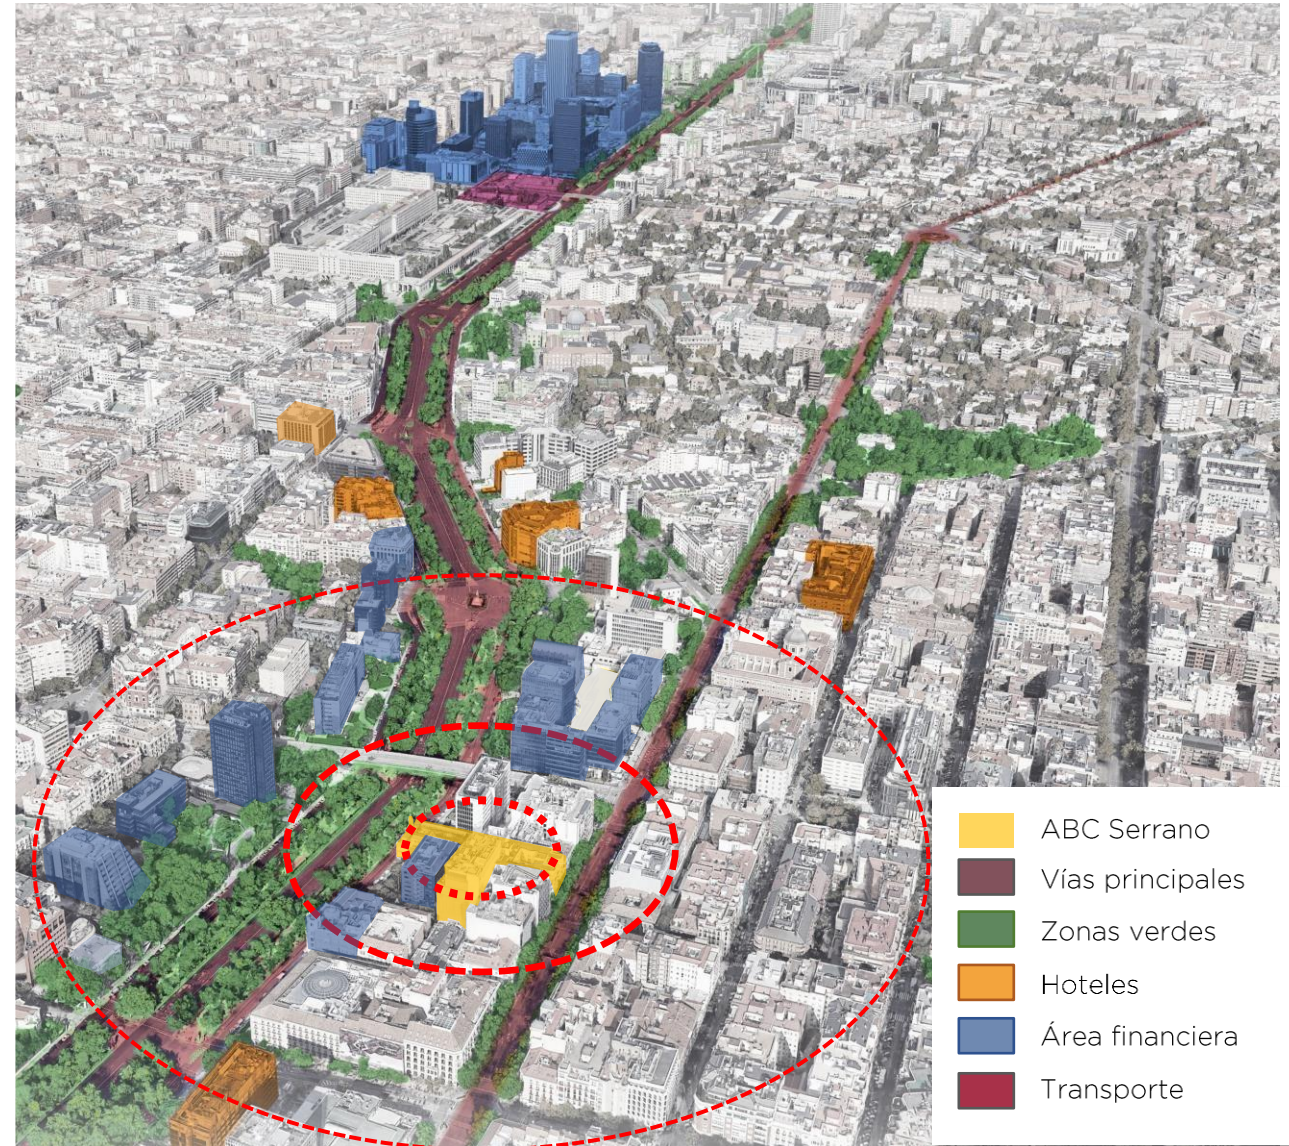 ABC Serrano
Vías principales
Zonas verdes
Hoteles
Área financiera
Transporte